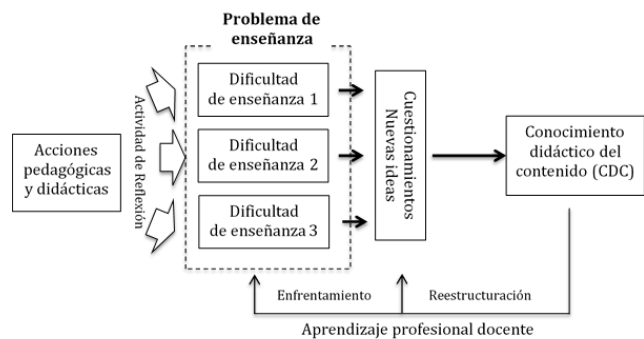 Problema de
enseñanza
Acciones
pedagógicas
y didácticas
Actividad de Reflexión
Dificultad
de enseñanza 1
Dificultad
de enseñanza 2
Dificultad
de enseñanza 3
Cuestionamientos
Nuevas ideas
Conocimiento
didáctico del
contenido (CDC)
Enfrentamiento
Reestructuración
Aprendizaje profesional docente